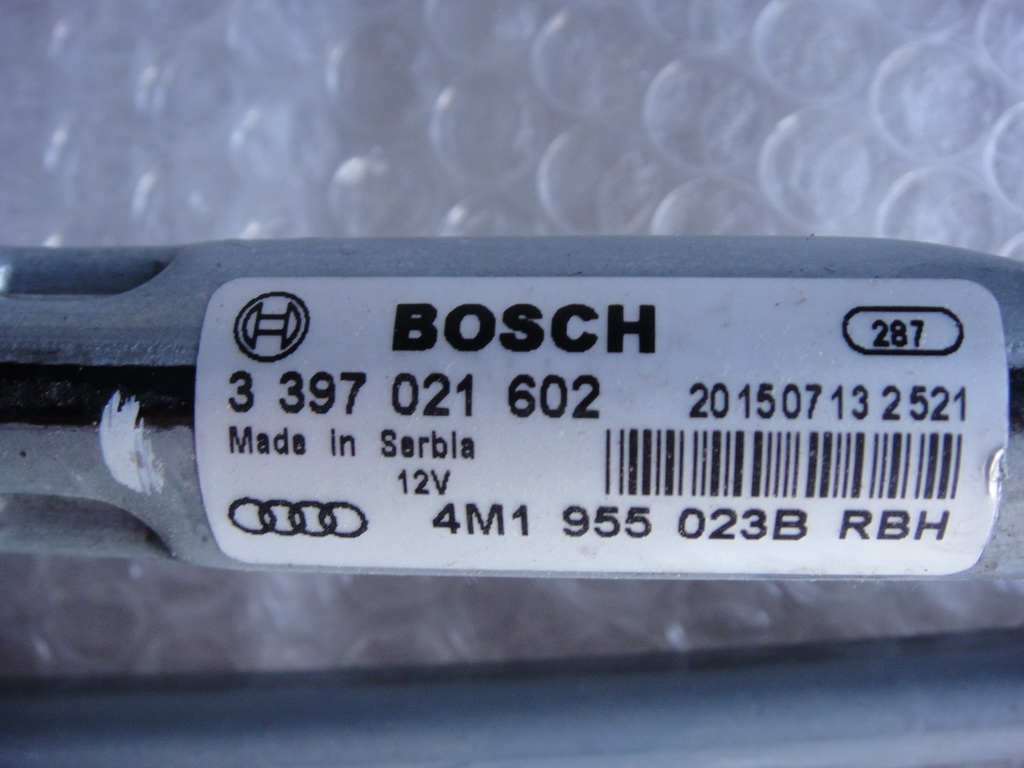 BOSCH 287
3 397 021 602 20150713 2521
Made in Serbia
12V
4M1 955 023B RBH